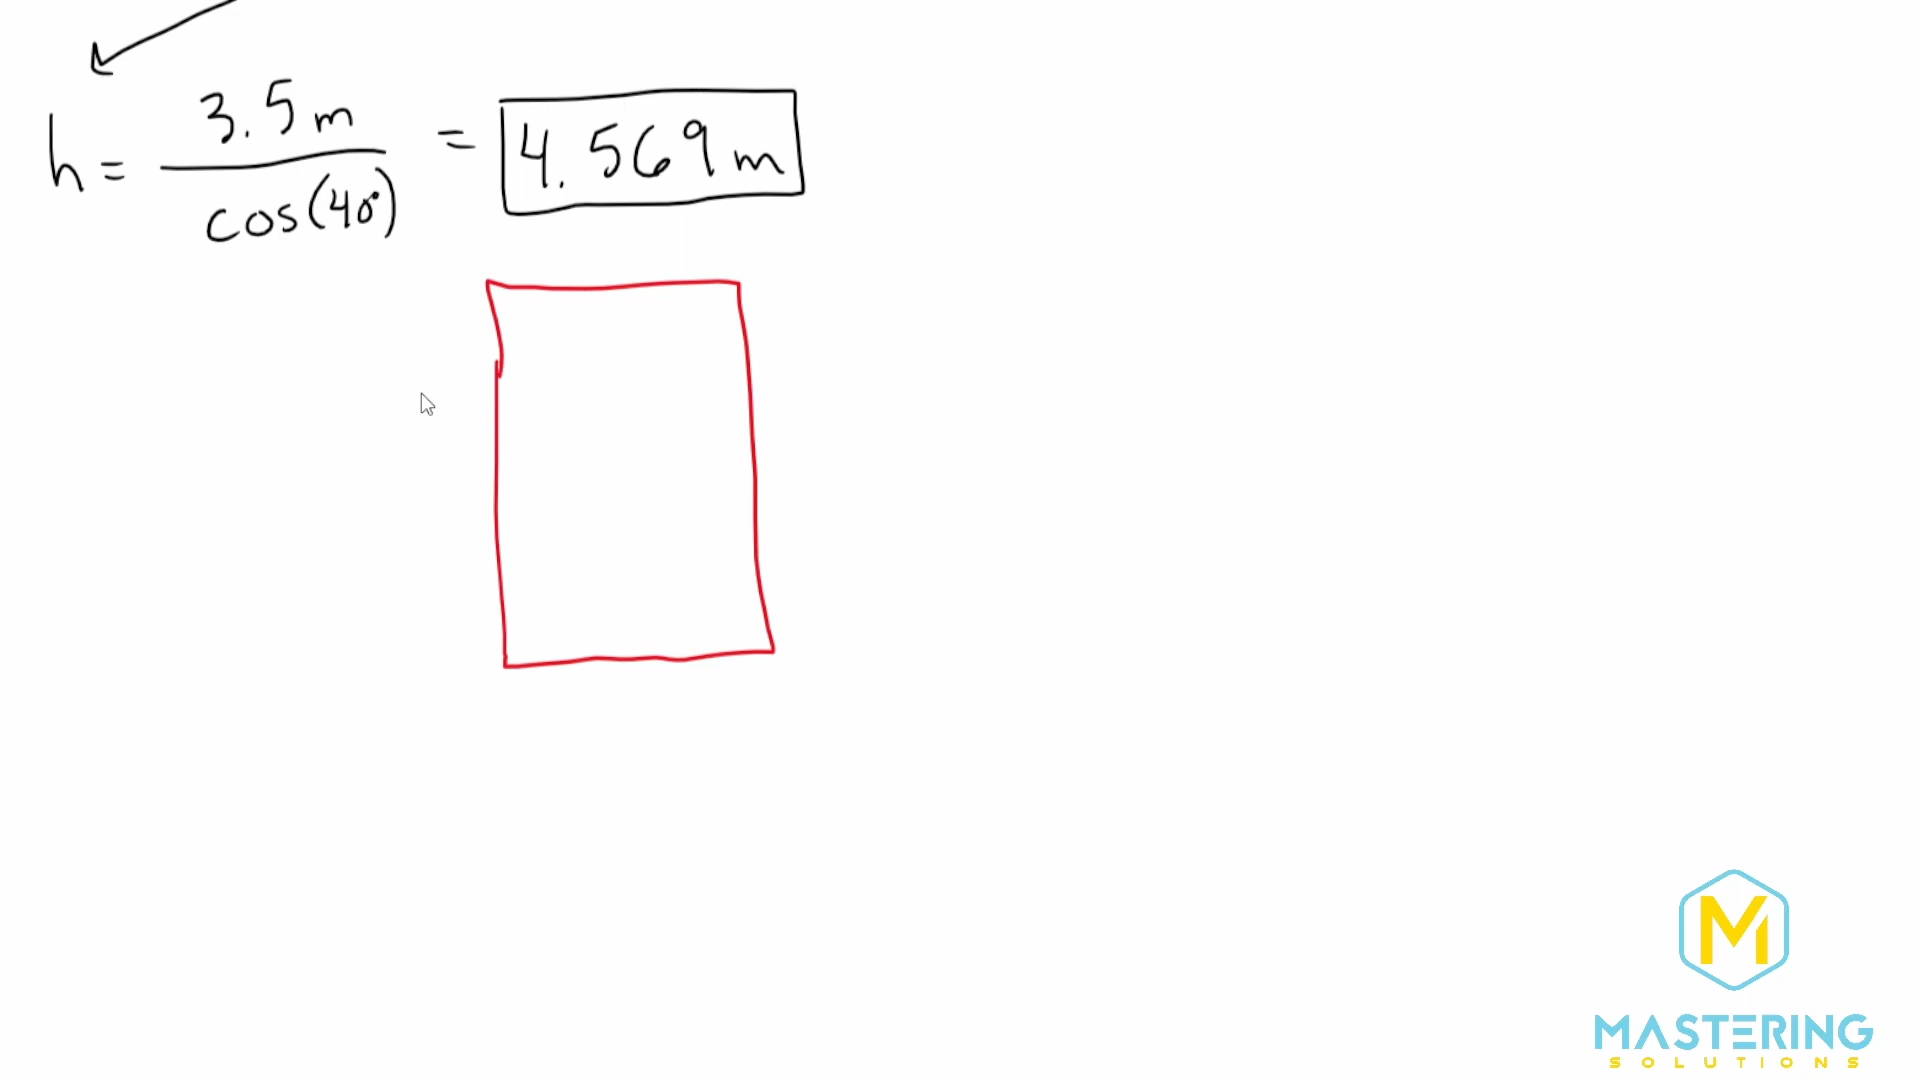 h = 3.5 m / cos(40°) = 4.569 m
MASTERING
SOLUTIONS